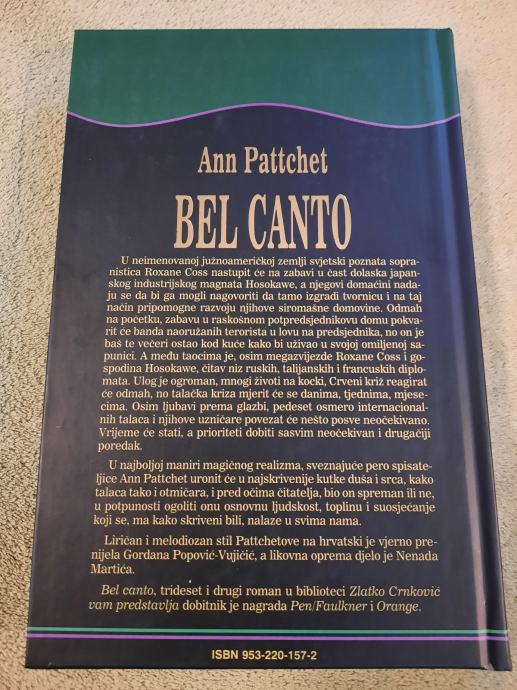 Ann Pattchet
BEL CANTO
U neimenovanoj južnoameričkoj zemlji svjetski poznata sopra-
nistica Roxane Coss nastupit će na zabavi u čast dolaska japan-
skog industrijskog magnata Hosokawe, a njegovi domaćini nada-
ju se da bi ga mogli nagovoriti da tamo izgradi tvornicu i na taj
način pripomogne razvoju njihove siromašne domovine. Odmah
na početku, zabavu u raskošnom potpredsjednikovu domu pokva-
rit će banda naoružanih terorista u lovu na predsjednika, no on je
baš te večeri ostao kod kuće kako bi uživao u svojoj omiljenoj sa-
punici. A među taocima je, osim megazvijezde Roxane Coss i go-
spodina Hosokawe, čitav niz ruskih, talijanskih i francuskih diplo-
mata. Ulog je ogroman, mnogi životi na kocki, Crveni križ reagirat
će odmah, no talačka kriza mjerit će se danima, tjednima, mjese-
cima. Osim ljubavi prema glazbi, pedeset osmero internacional-
nih talaca i njihove uzničare povezat će nešto posve neočekivano.
Vrijeme će stati, a prioriteti dobiti sasvim neočekivan i drugačiji
poredak.
U najboljoj maniri magičnog realizma, sveznajuće pero spisate-
ljice Ann Patchett uronit će u najskrivenije kutke duša i srca, kako
talaca tako i otmičara, i pred očima čitatelja, bio on spreman ili ne,
u potpunosti ogoliti onu osnovnu ljudskost, toplinu i suosjećanje
koji se, ma kako skriveni bili, nalaze u svima nama.
Liričan i melodiozan stil Pattchetove na hrvatski je vjerno pre-
nijela Gordana Popović-Vujičić, a likovna oprema djelo je Nenada
Martića.
Bel canto, trideset i drugi roman u biblioteci Zlatko Crnković
vam predstavlja dobitnik je nagrada Pen/Faulkner i Orange.
ISBN 953-220-157-2